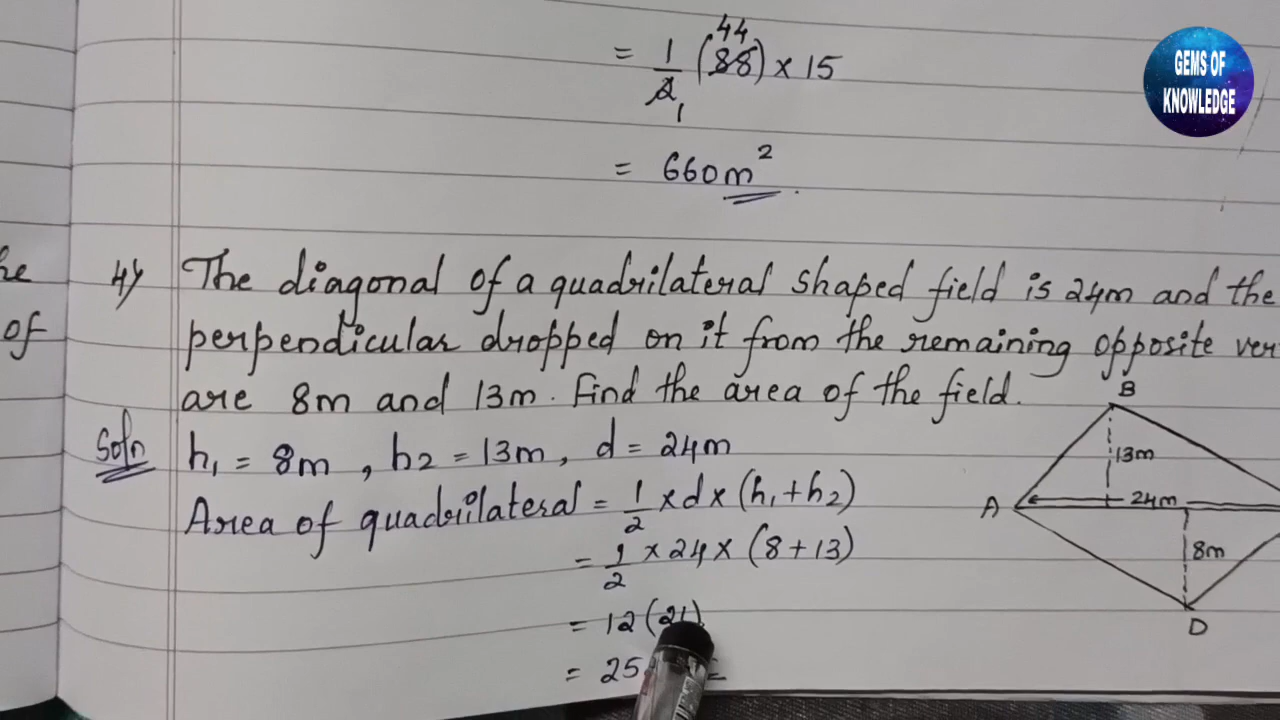 44
= 1/2 (88) × 15
1
= 660m²
GEMS OF
KNOWLEDGE
he
of
4) The diagonal of a quadrilateral shaped field is 24m and the
perpendicular dropped on it from the remaining opposite ver
are 8m and 13m. Find the area of the field.
Soln h₁ = 8m, h2 = 13m, d = 24m
Area of quadrilateral = 1/2 × d × (h₁+h₂)
= 1/2 × 24 × (8+13)
= 12(21)
= 25
B
13m
A
24m
8m
D